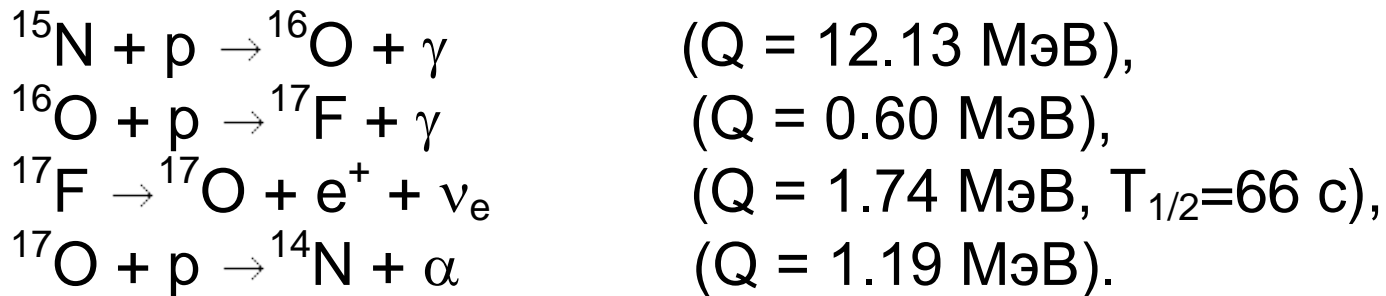 ¹⁵N + p → ¹⁶O + γ (Q = 12.13 МэВ),
¹⁶O + p → ¹⁷F + γ (Q = 0.60 МэВ),
¹⁷F → ¹⁷O + e⁺ + νₑ (Q = 1.74 МэВ, T₁/₂=66 с),
¹⁷O + p → ¹⁴N + α (Q = 1.19 МэВ).